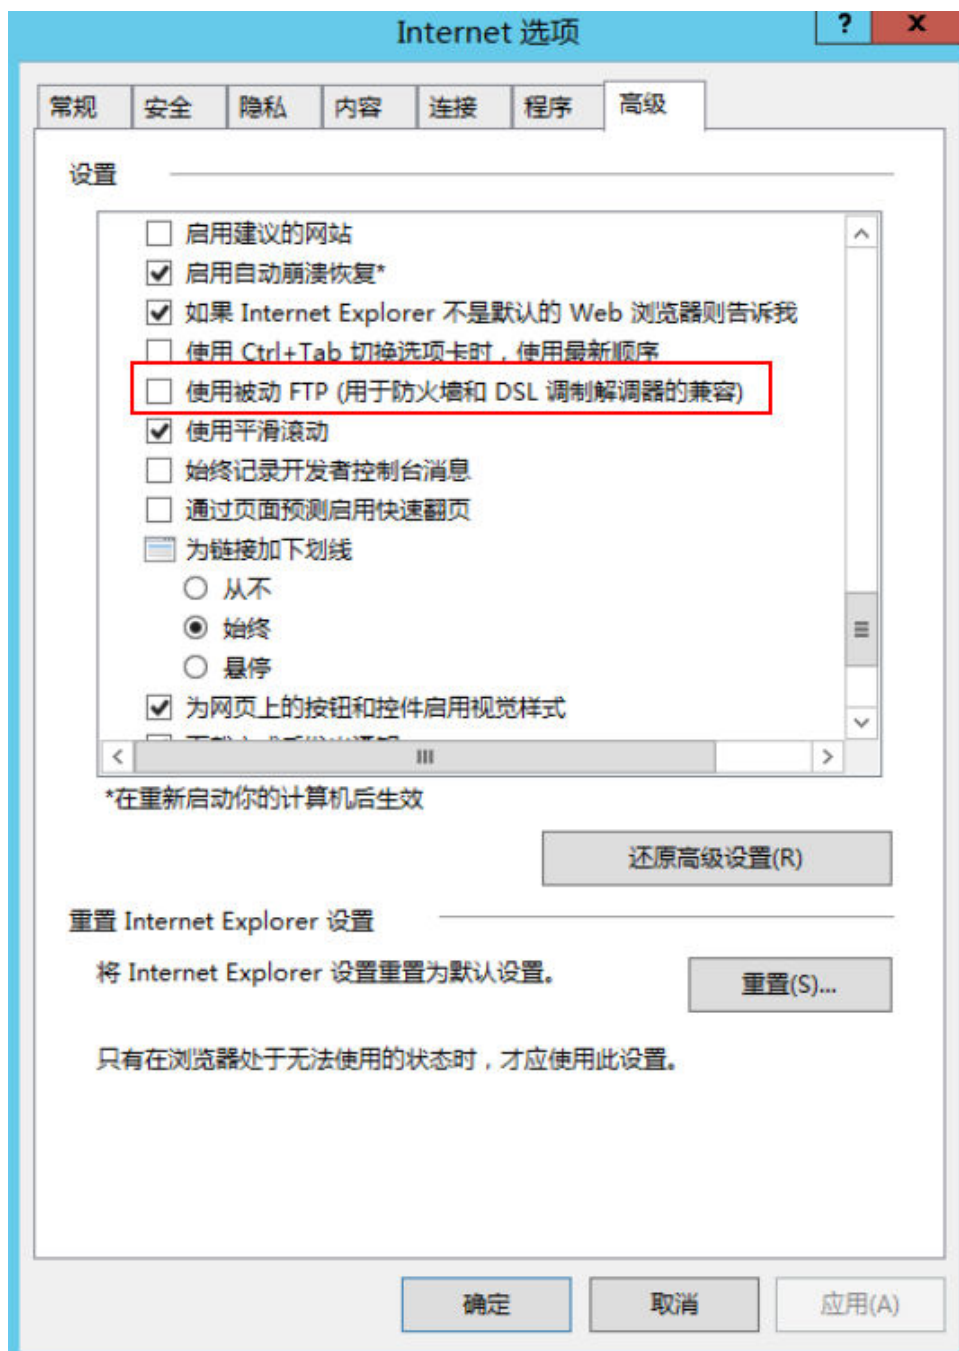 Internet 选项
? x
常规 安全 隐私 内容 连接 程序 高级
设置
启用建议的网站
启用自动崩溃恢复*
如果 Internet Explorer 不是默认的 Web 浏览器则告诉我
使用 Ctrl+Tab 切换选项卡时，使用最新顺序
使用被动 FTP (用于防火墙和 DSL 调制解调器的兼容)
使用平滑滚动
始终记录开发者控制台消息
通过页面预测启用快速翻页
为链接加下划线
从不
始终
悬停
为网页上的按钮和控件启用视觉样式
*在重新启动你的计算机后生效
还原高级设置(R)
重置 Internet Explorer 设置
将 Internet Explorer 设置重置为默认设置。
重置(S)...
只有在浏览器处于无法使用的状态时，才应使用此设置。
确定 取消 应用(A)